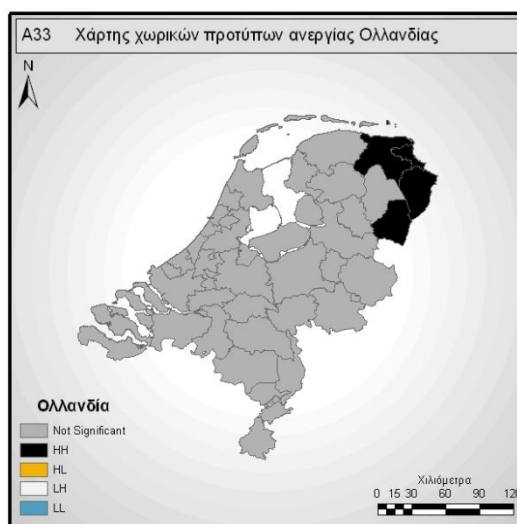 A33 Χάρτης χωρικών προτύπων ανεργίας Ολλανδίας
N
Ολλανδία
Not Significant
HH
HL
LH
LL
Χιλιόμετρα
0 15 30 60 90 120